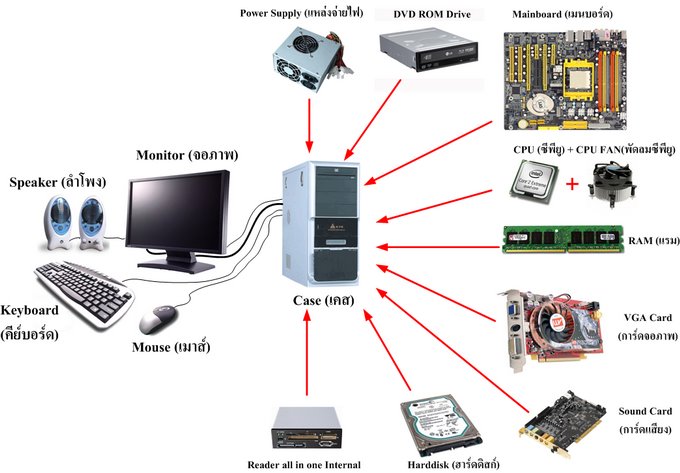 Power Supply (แหล่งจ่ายไฟ)
DVD ROM Drive
Mainboard (เมนบอร์ด)
CPU (ซีพียู) + CPU FAN(พัดลมซีพียู)
Monitor (จอภาพ)
Speaker (ลำโพง)
intel
Core 2 Extreme
+
RAM (แรม)
Case (เคส)
Keyboard
(คีย์บอร์ด)
Mouse (เมาส์)
VGA Card
(การ์ดจอภาพ)
Sound Card
(การ์ดแสียง)
Reader all in one Internal
Harddisk (ฮาร์ดดิสก์)